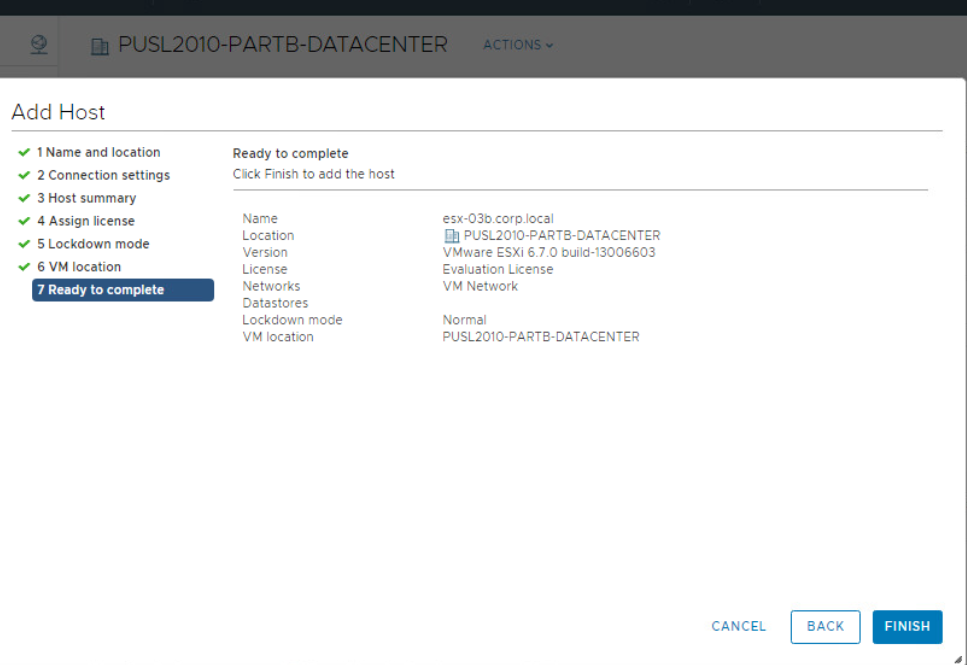 PUSL2010-PARTB-DATACENTER ACTIONS
Add Host
1 Name and location
2 Connection settings
3 Host summary
4 Assign license
5 Lockdown mode
6 VM location
7 Ready to complete
Ready to complete
Click Finish to add the host
Name esx-03b.corp.local
Location PUSL2010-PARTB-DATACENTER
Version VMware ESXi 6.7.0 build-13006603
License Evaluation License
Networks VM Network
Datastores
Lockdown mode Normal
VM location PUSL2010-PARTB-DATACENTER
CANCEL BACK FINISH